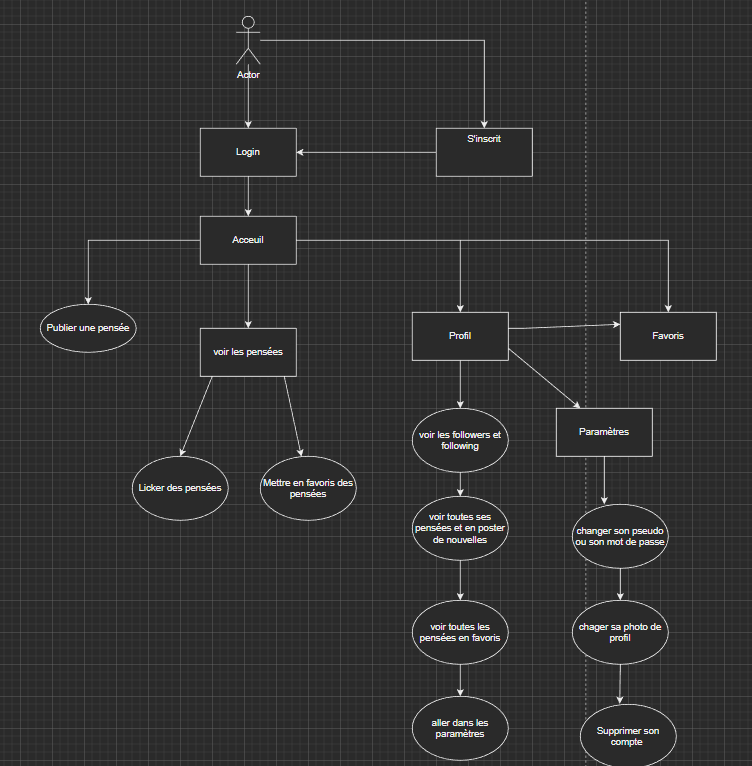 Actor
Login
S'inscrit
Acceuil
Publier une pensée
voir les pensées
Profil
Favoris
Licker des pensées
Mettre en favoris des
pensées
voir les followers et
following
Paramètres
voir toutes ses
pensées et en poster
de nouvelles
changer son pseudo
ou son mot de passe
voir toutes les
pensées en favoris
chager sa photo de
profil
aller dans les
paramètres
Supprimer son
compte